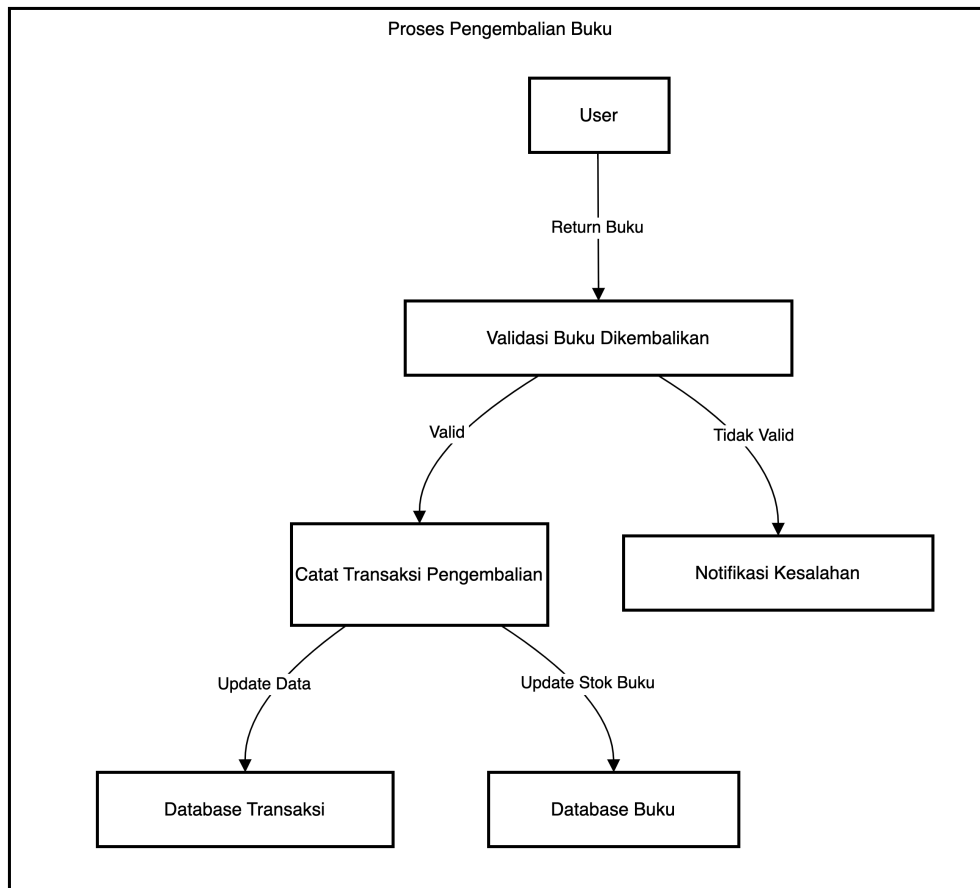 Proses Pengembalian Buku
User
Return Buku
Validasi Buku Dikembalikan
Valid
Tidak Valid
Catat Transaksi Pengembalian
Notifikasi Kesalahan
Update Data
Update Stok Buku
Database Transaksi
Database Buku